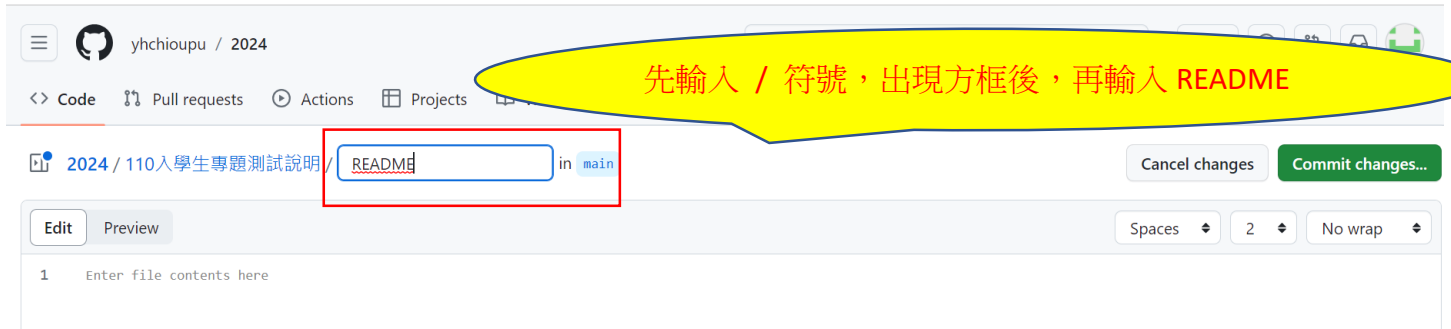 yhchioupu / 2024
先輸入 / 符號，出現方框後，再輸入 README
Code Pull requests Actions Projects
2024 / 110入學生專題測試說明 / README in main Cancel changes Commit changes...
Edit Preview Spaces 2 No wrap
1 Enter file contents here